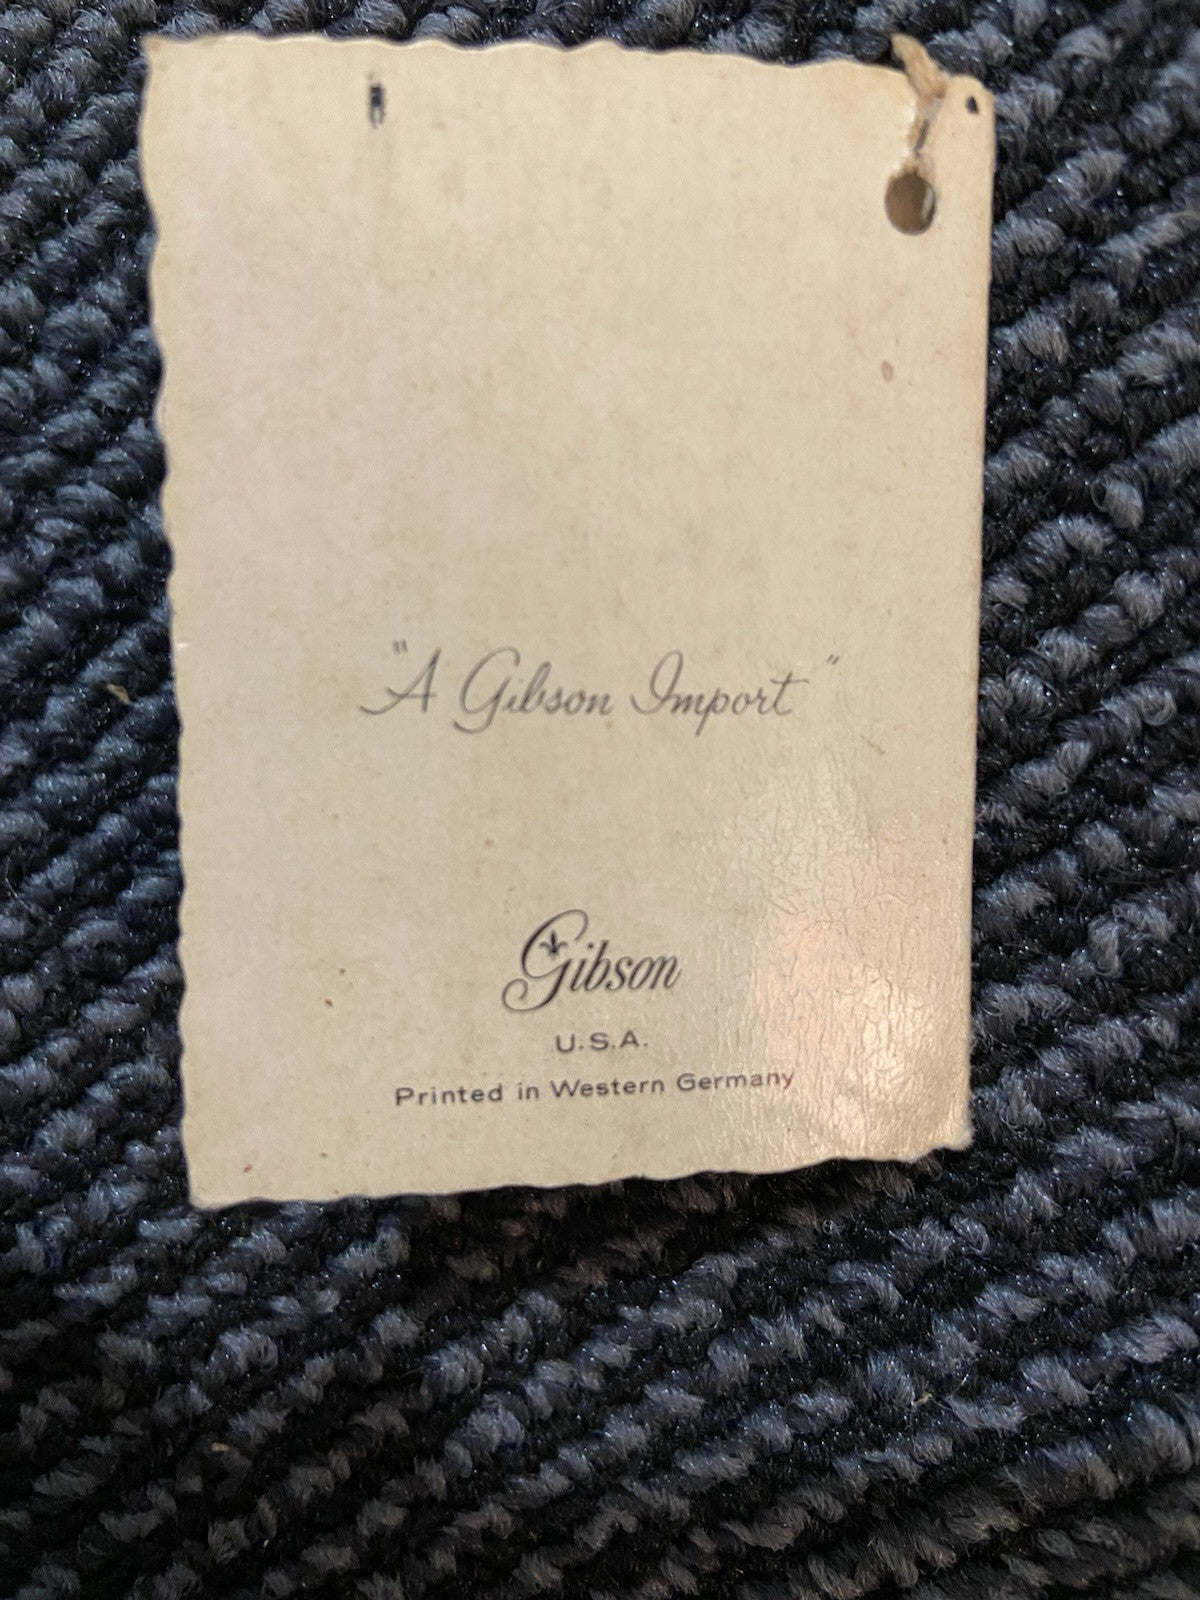 "A Gibson Import"
Gibson
U.S.A.
Printed in Western Germany